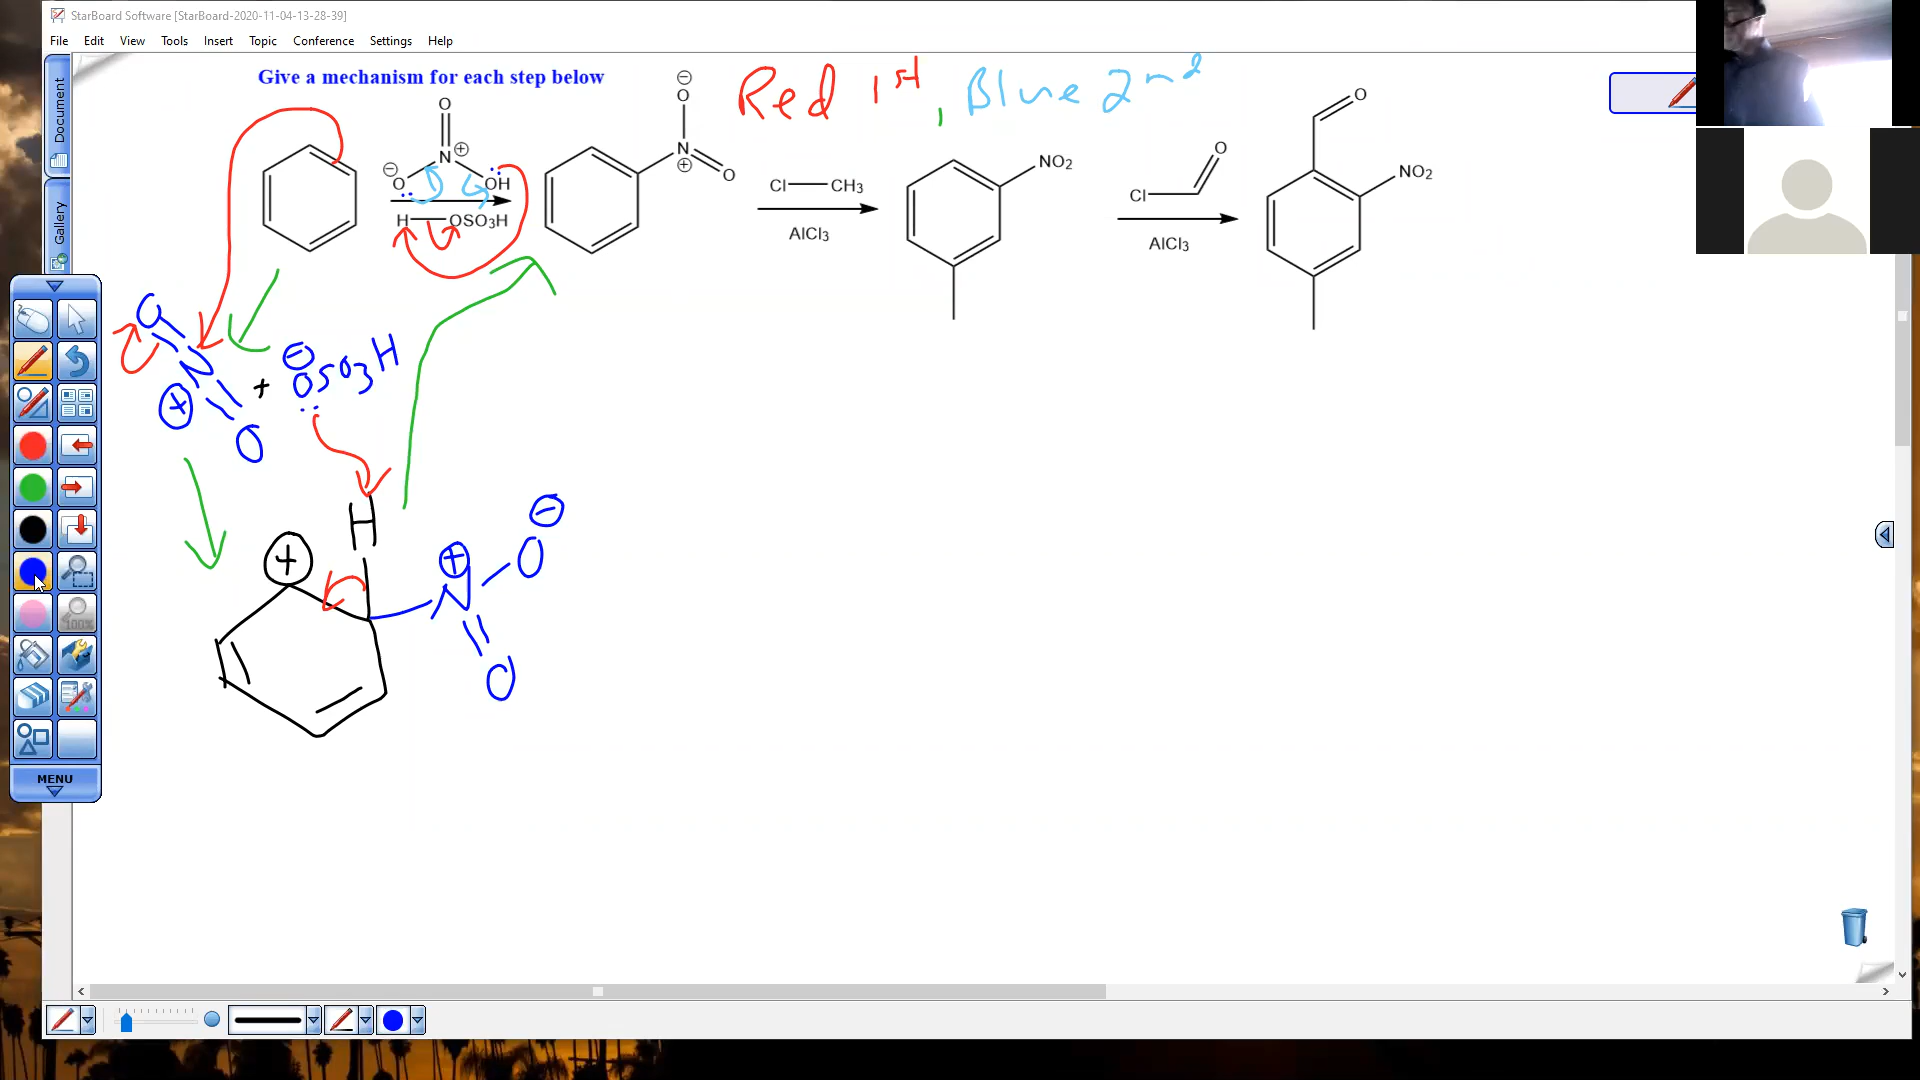 StarBoard Software [StarBoard-2020-11-04-13-28-39]
File Edit View Tools Insert Topic Conference Settings Help
Document
Gallery
Give a mechanism for each step below
Red 1st, Blue 2nd
O
⊖ O N ⊕ OH
H OSO3H
⊖
O
N ⊕ O
Cl CH3
AlCl3
NO2
O
Cl
AlCl3
O
NO2
O N ⊕ O + ⊖ OSO3H
H
⊕
⊕ N O ⊖
O
100%
MENU